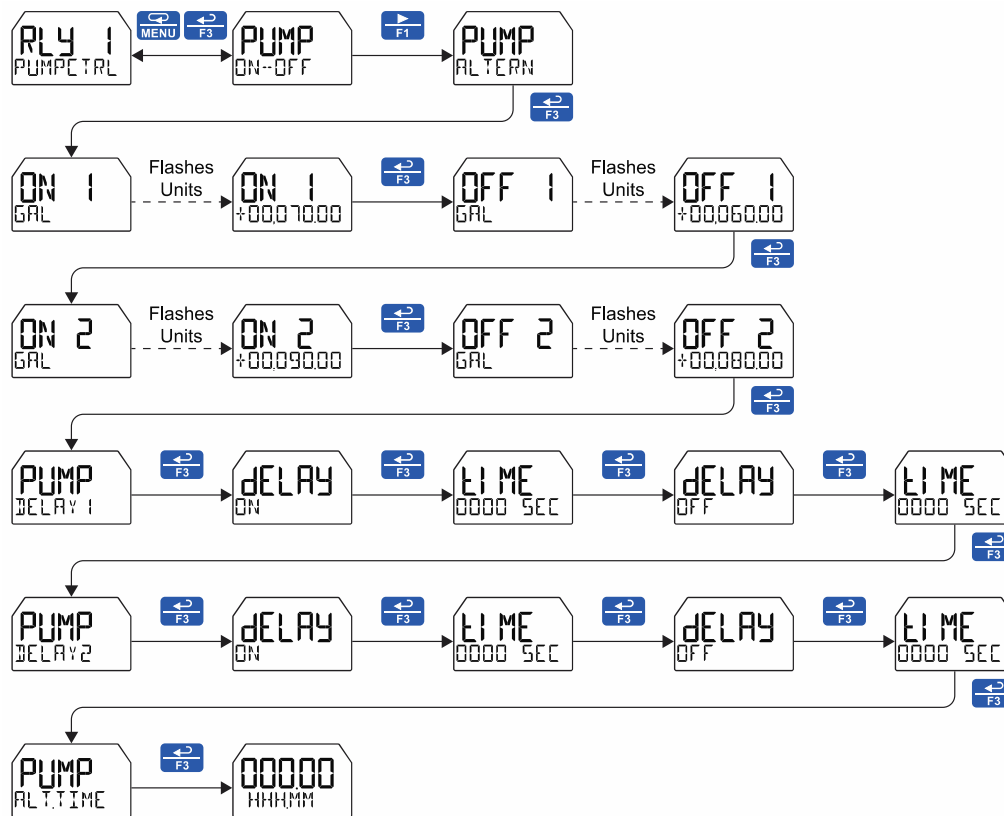 RLY 1
PUMPCTRL
MENU
F3
PUMP
ON--OFF
F1
PUMP
ALTERN
F3
ON 1
GAL
Flashes
Units
ON 1
+00,070.00
F3
OFF 1
GAL
Flashes
Units
OFF 1
+00,060.00
F3
ON 2
GAL
Flashes
Units
ON 2
+00,090.00
F3
OFF 2
GAL
Flashes
Units
OFF 2
+00,080.00
F3
PUMP
DELAY1
F3
dELAY
ON
F3
tIME
0000 SEC
F3
dELAY
OFF
F3
tIME
0000 SEC
F3
PUMP
DELAY2
F3
dELAY
ON
F3
tIME
0000 SEC
F3
dELAY
OFF
F3
tIME
0000 SEC
F3
PUMP
ALT.TIME
F3
000.00
HHH.MM